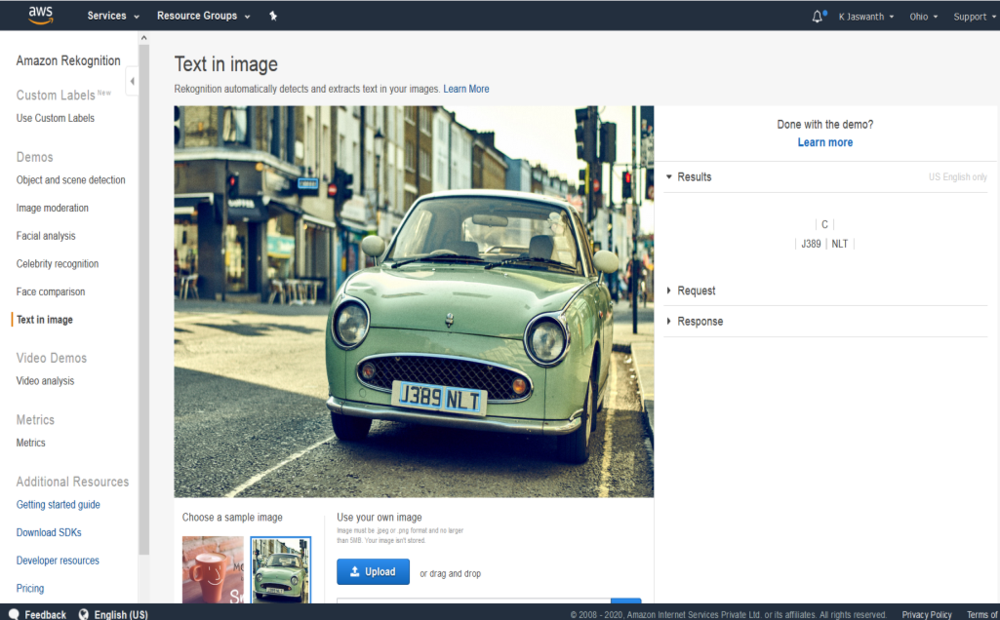 aws
Services
Resource Groups
K Jaswanth
Ohio
Support
Amazon Rekognition
Custom Labels New
Use Custom Labels
Demos
Object and scene detection
Image moderation
Facial analysis
Celebrity recognition
Face comparison
Text in image
Video Demos
Video analysis
Metrics
Metrics
Additional Resources
Getting started guide
Download SDKs
Developer resources
Pricing
Text in image
Rekognition automatically detects and extracts text in your images. Learn More
J389 NLT
Choose a sample image
Use your own image
Image must be .jpeg or .png format and no larger
than 5MB. Your image isn't stored.
Upload
or drag and drop
Done with the demo?
Learn more
Results
US English only
| C |
| J389 | NLT |
Request
Response
Feedback
English (US)
© 2008 - 2020, Amazon Internet Services Private Ltd. or its affiliates. All rights reserved.
Privacy Policy
Terms of